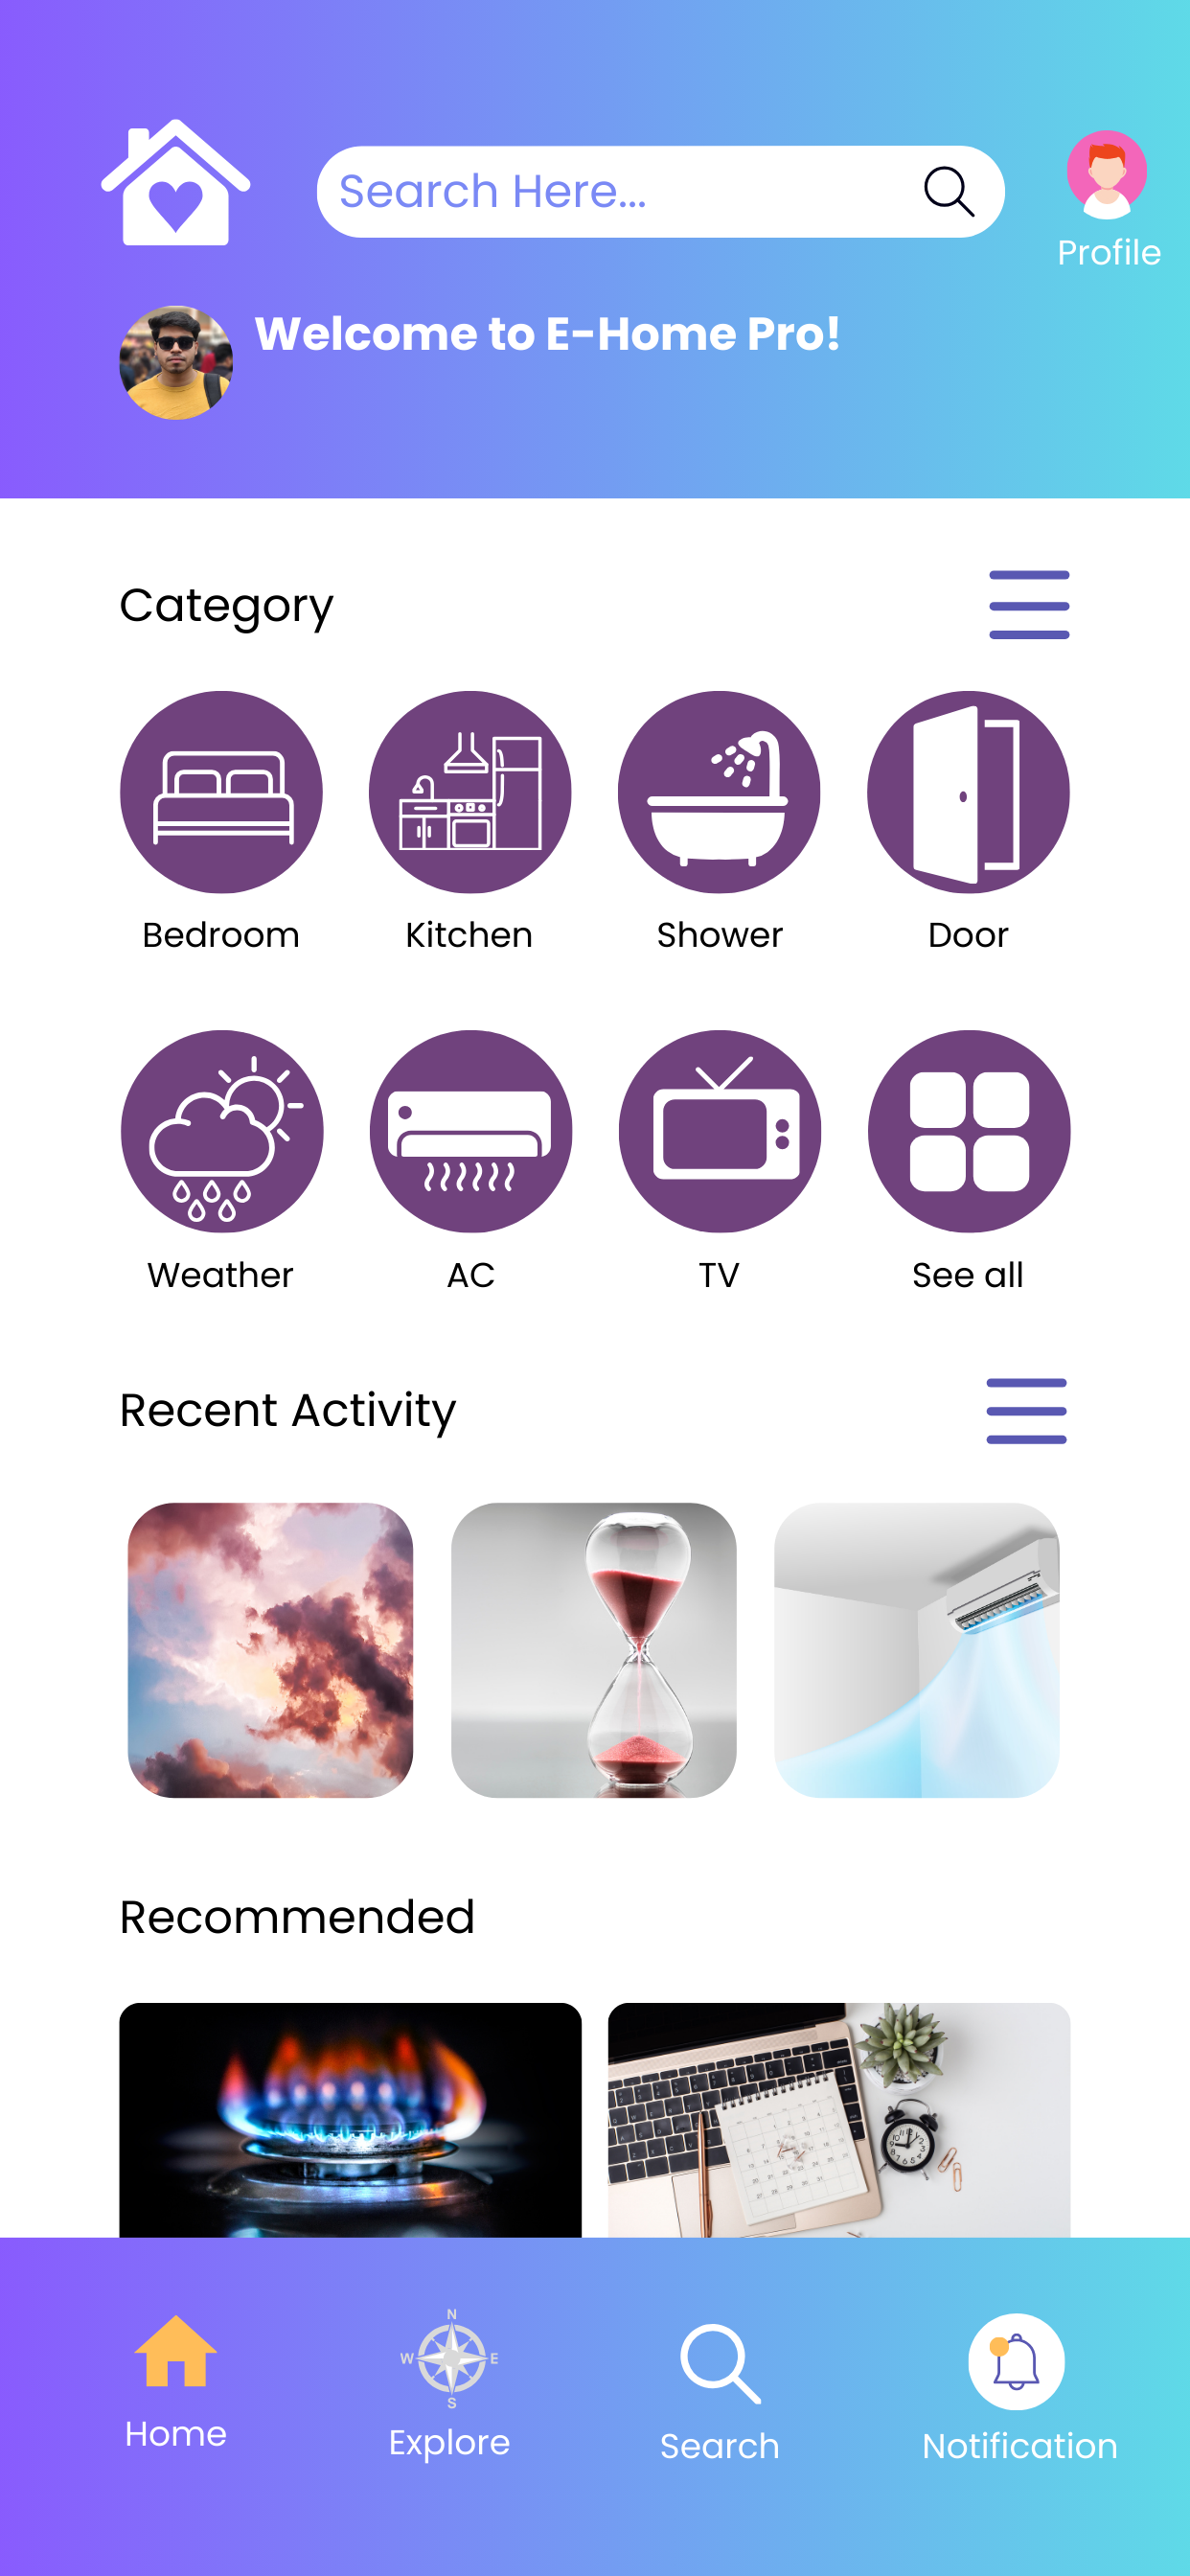 Search Here...
Profile
Welcome to E-Home Pro!
Category
Bedroom
Kitchen
Shower
Door
Weather
AC
TV
See all
Recent Activity
Recommended
N
W
E
S
Home
Explore
Search
Notification